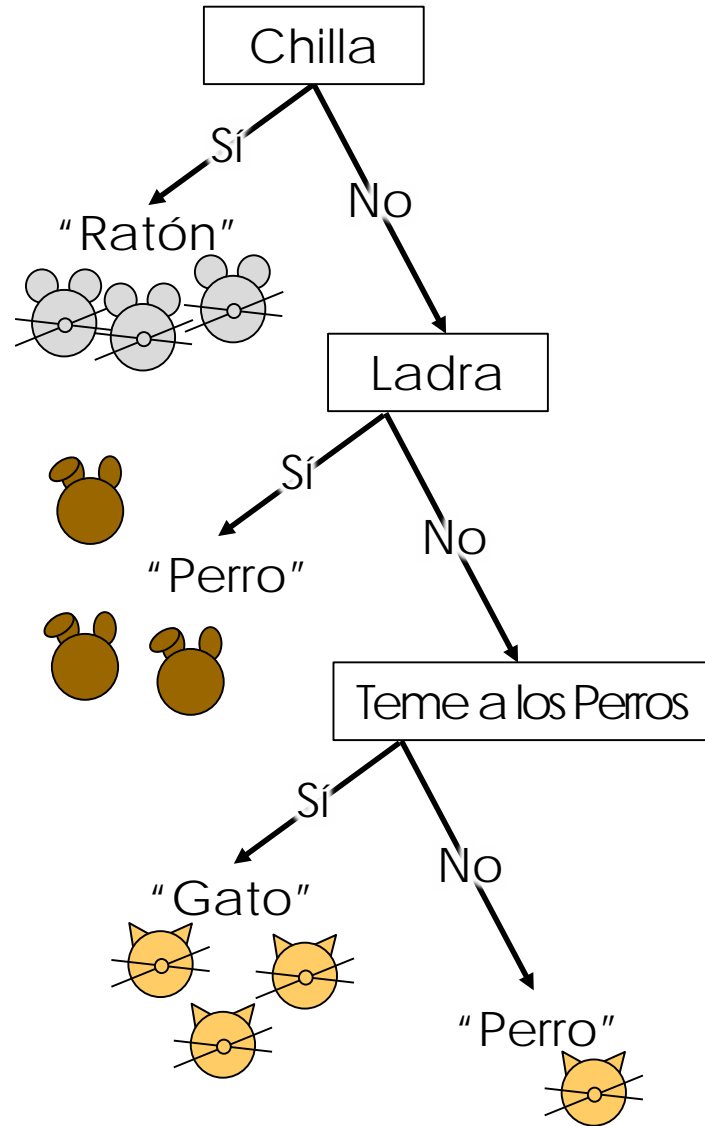 Chilla
Sí
No
“Ratón”
Ladra
Sí
No
“Perro”
Teme a los Perros
Sí
No
“Gato”
“Perro”